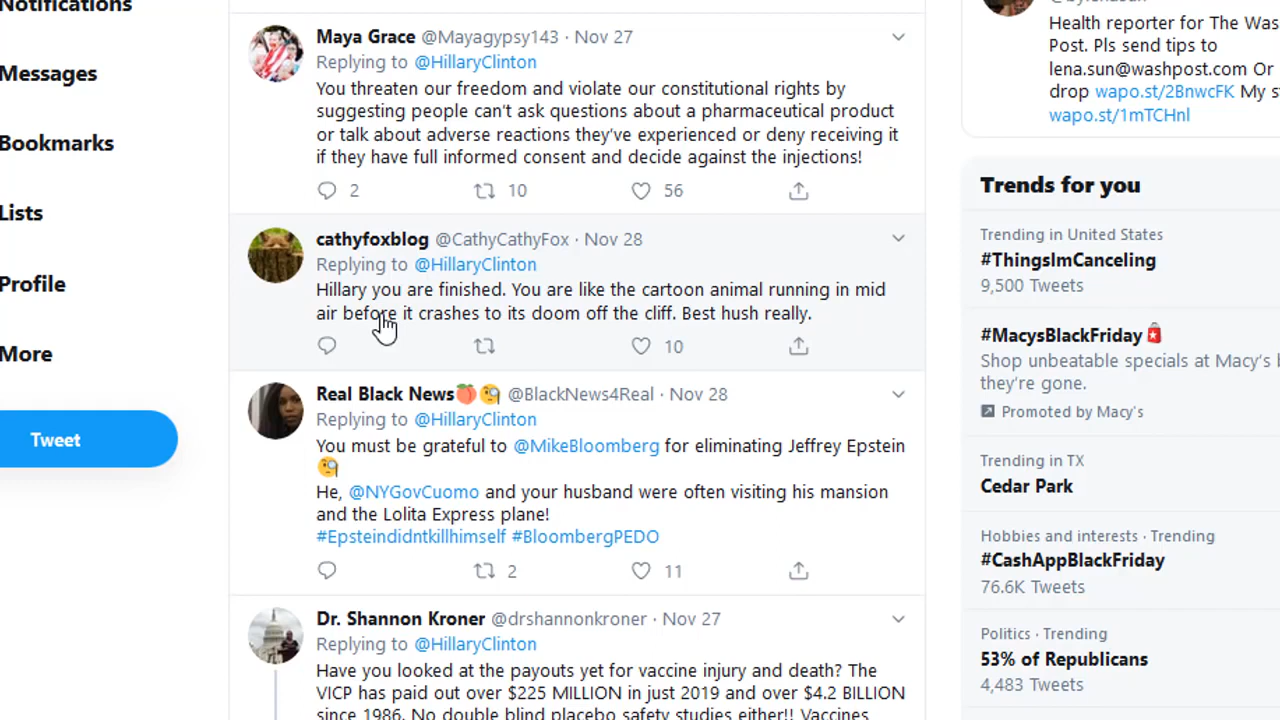 Notifications
Messages
Bookmarks
Lists
Profile
More
Tweet
Maya Grace @Mayagypsy143 · Nov 27
Replying to @HillaryClinton
You threaten our freedom and violate our constitutional rights by
suggesting people can't ask questions about a pharmaceutical product
or talk about adverse reactions they've experienced or deny receiving it
if they have full informed consent and decide against the injections!
2 10 56
cathyfoxblog @CathyCathyFox · Nov 28
Replying to @HillaryClinton
Hillary you are finished. You are like the cartoon animal running in mid
air before it crashes to its doom off the cliff. Best hush really.
10
Real Black News🍑🧐 @BlackNews4Real · Nov 28
Replying to @HillaryClinton
You must be grateful to @MikeBloomberg for eliminating Jeffrey Epstein
🧐
He, @NYGovCuomo and your husband were often visiting his mansion
and the Lolita Express plane!
#Epsteindidntkillhimself #BloombergPEDO
2 11
Dr. Shannon Kroner @drshannonkroner · Nov 27
Replying to @HillaryClinton
Have you looked at the payouts yet for vaccine injury and death? The
VICP has paid out over $225 MILLION in just 2019 and over $4.2 BILLION
since 1986. No double blind placebo safety studies either!! Vaccines
Health reporter for The Was
Post. Pls send tips to
lena.sun@washpost.com Or
drop wapo.st/2BnwcFK My s
wapo.st/1mTCHnl
Trends for you
Trending in United States
#ThingsImCanceling
9,500 Tweets
#MacysBlackFriday
Shop unbeatable specials at Macy's b
they're gone.
Promoted by Macy's
Trending in TX
Cedar Park
Hobbies and interests · Trending
#CashAppBlackFriday
76.6K Tweets
Politics · Trending
53% of Republicans
4,483 Tweets